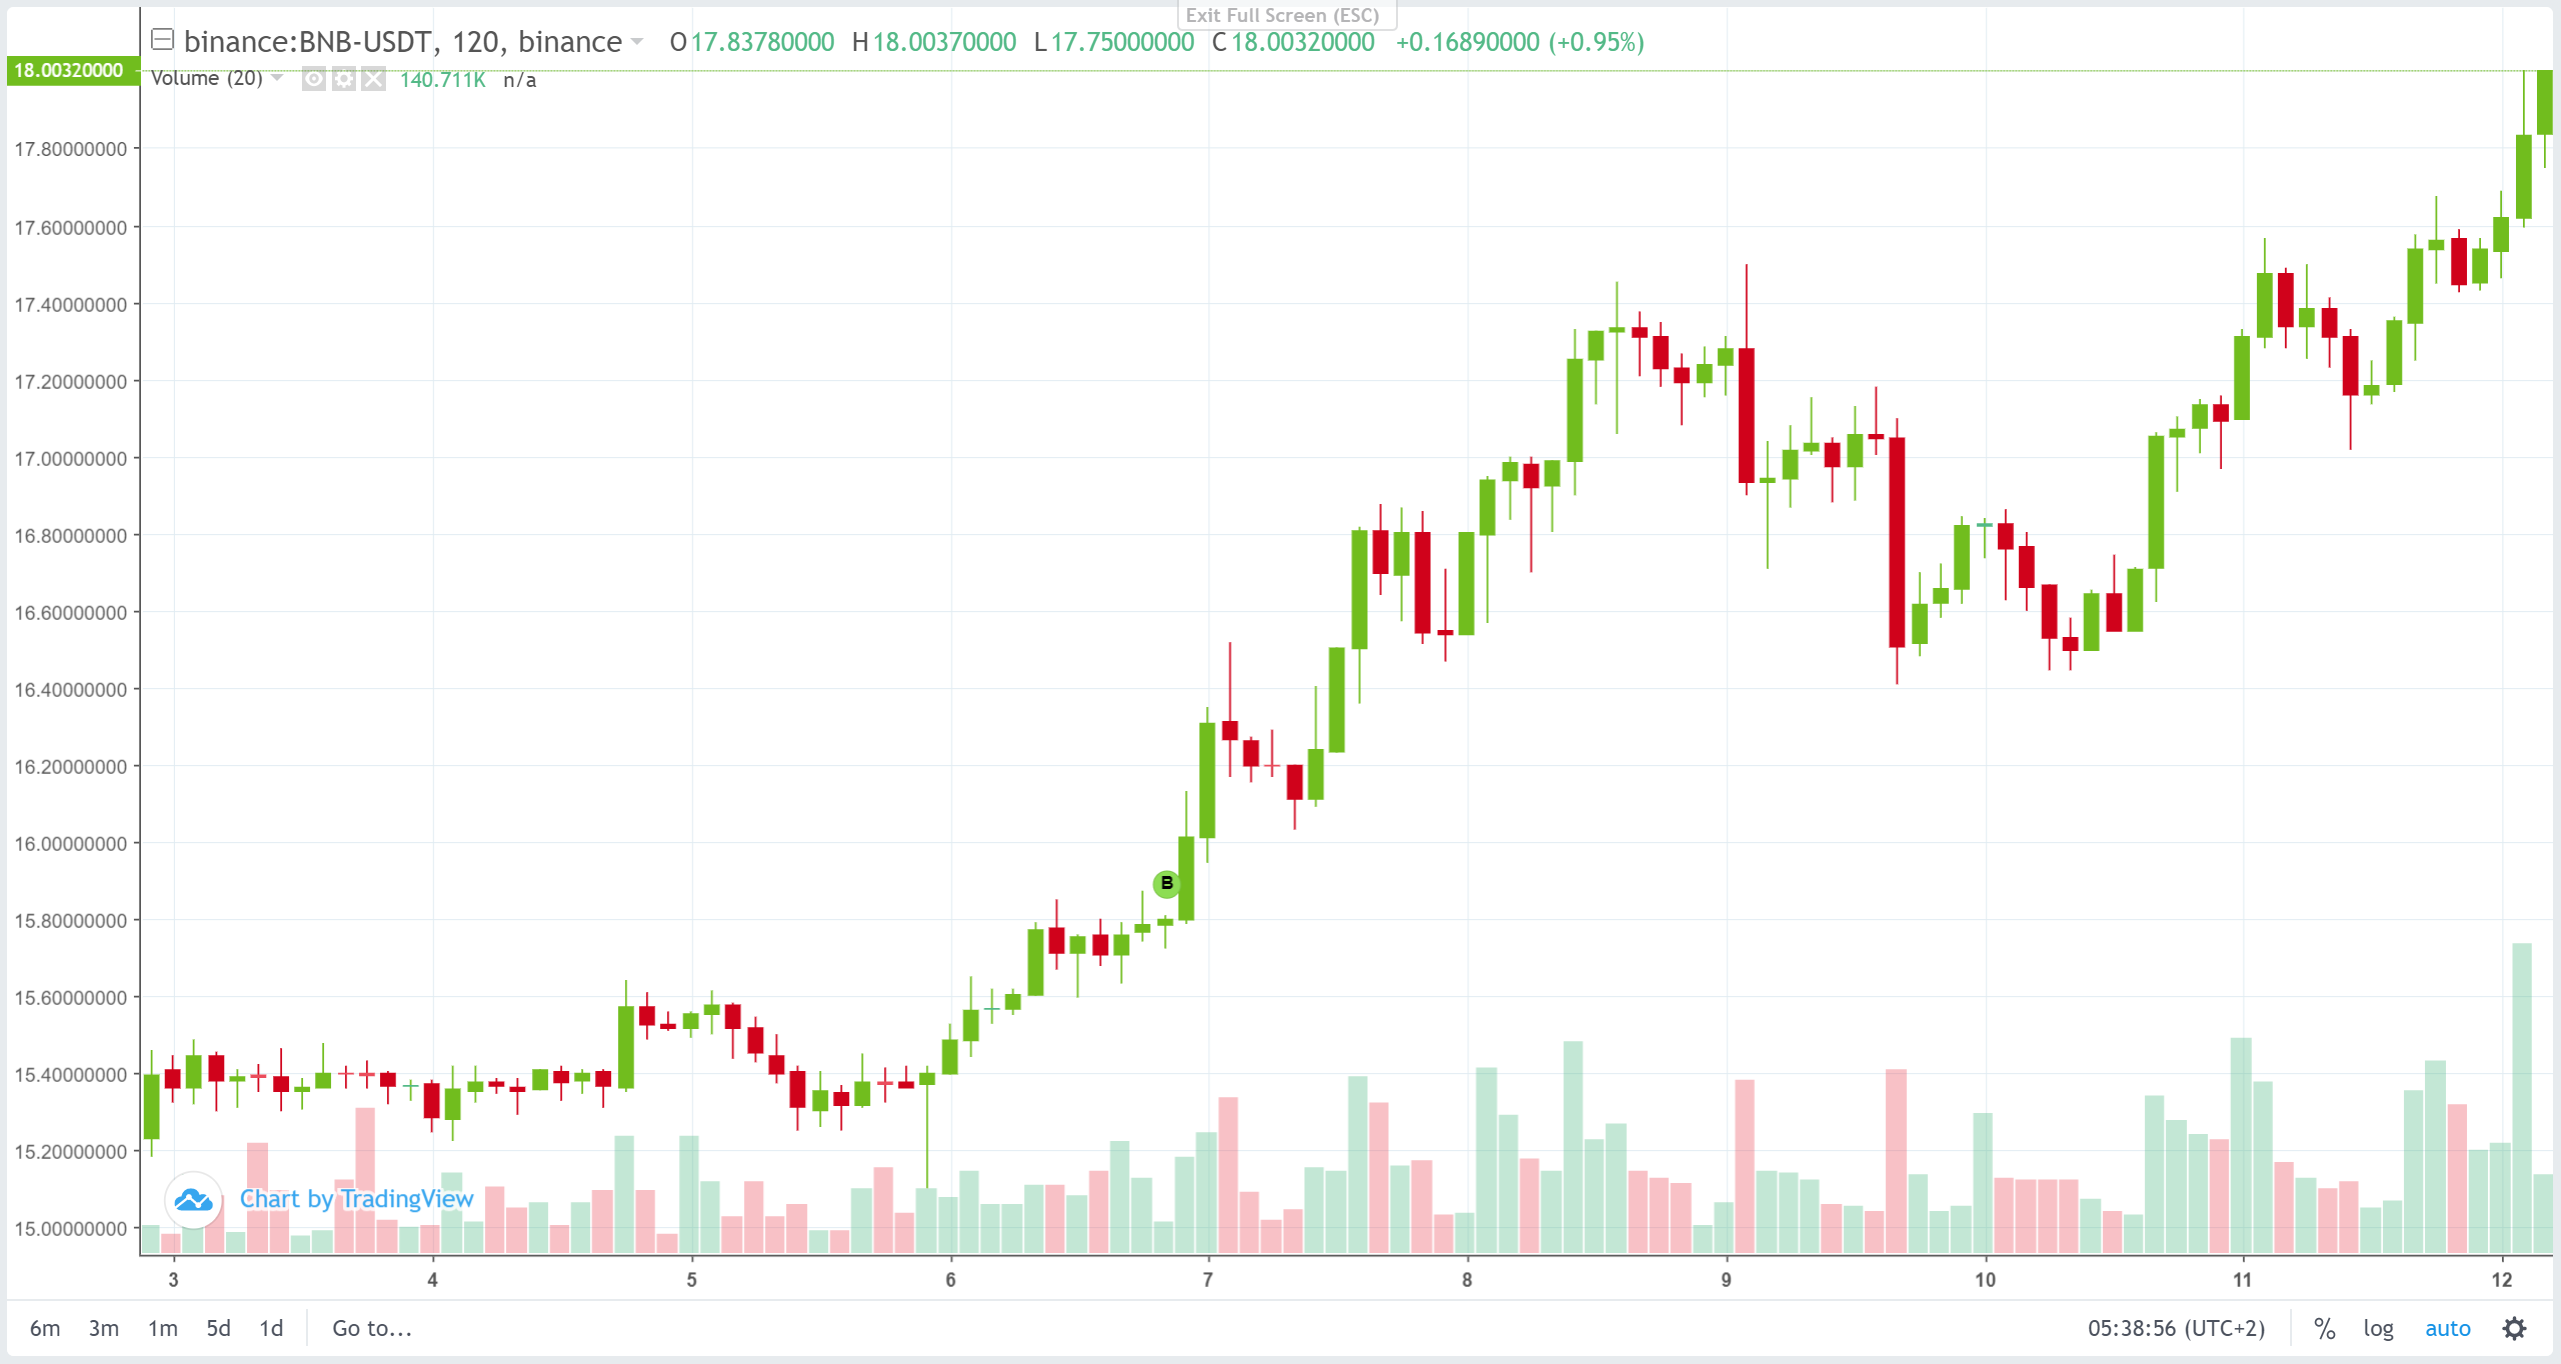 Exit Full Screen (ESC)
binance:BNB-USDT, 120, binance O17.83780000 H18.00370000 L17.75000000 C18.00320000 +0.16890000 (+0.95%)
18.00320000
Volume (20) 140.711K n/a
17.80000000
17.60000000
17.40000000
17.20000000
17.00000000
16.80000000
16.60000000
16.40000000
16.20000000
16.00000000
B
15.80000000
15.60000000
15.40000000
15.20000000
Chart by TradingView
15.00000000
3 4 5 6 7 8 9 10 11 12
6m 3m 1m 5d 1d Go to... 05:38:56 (UTC+2) % log auto